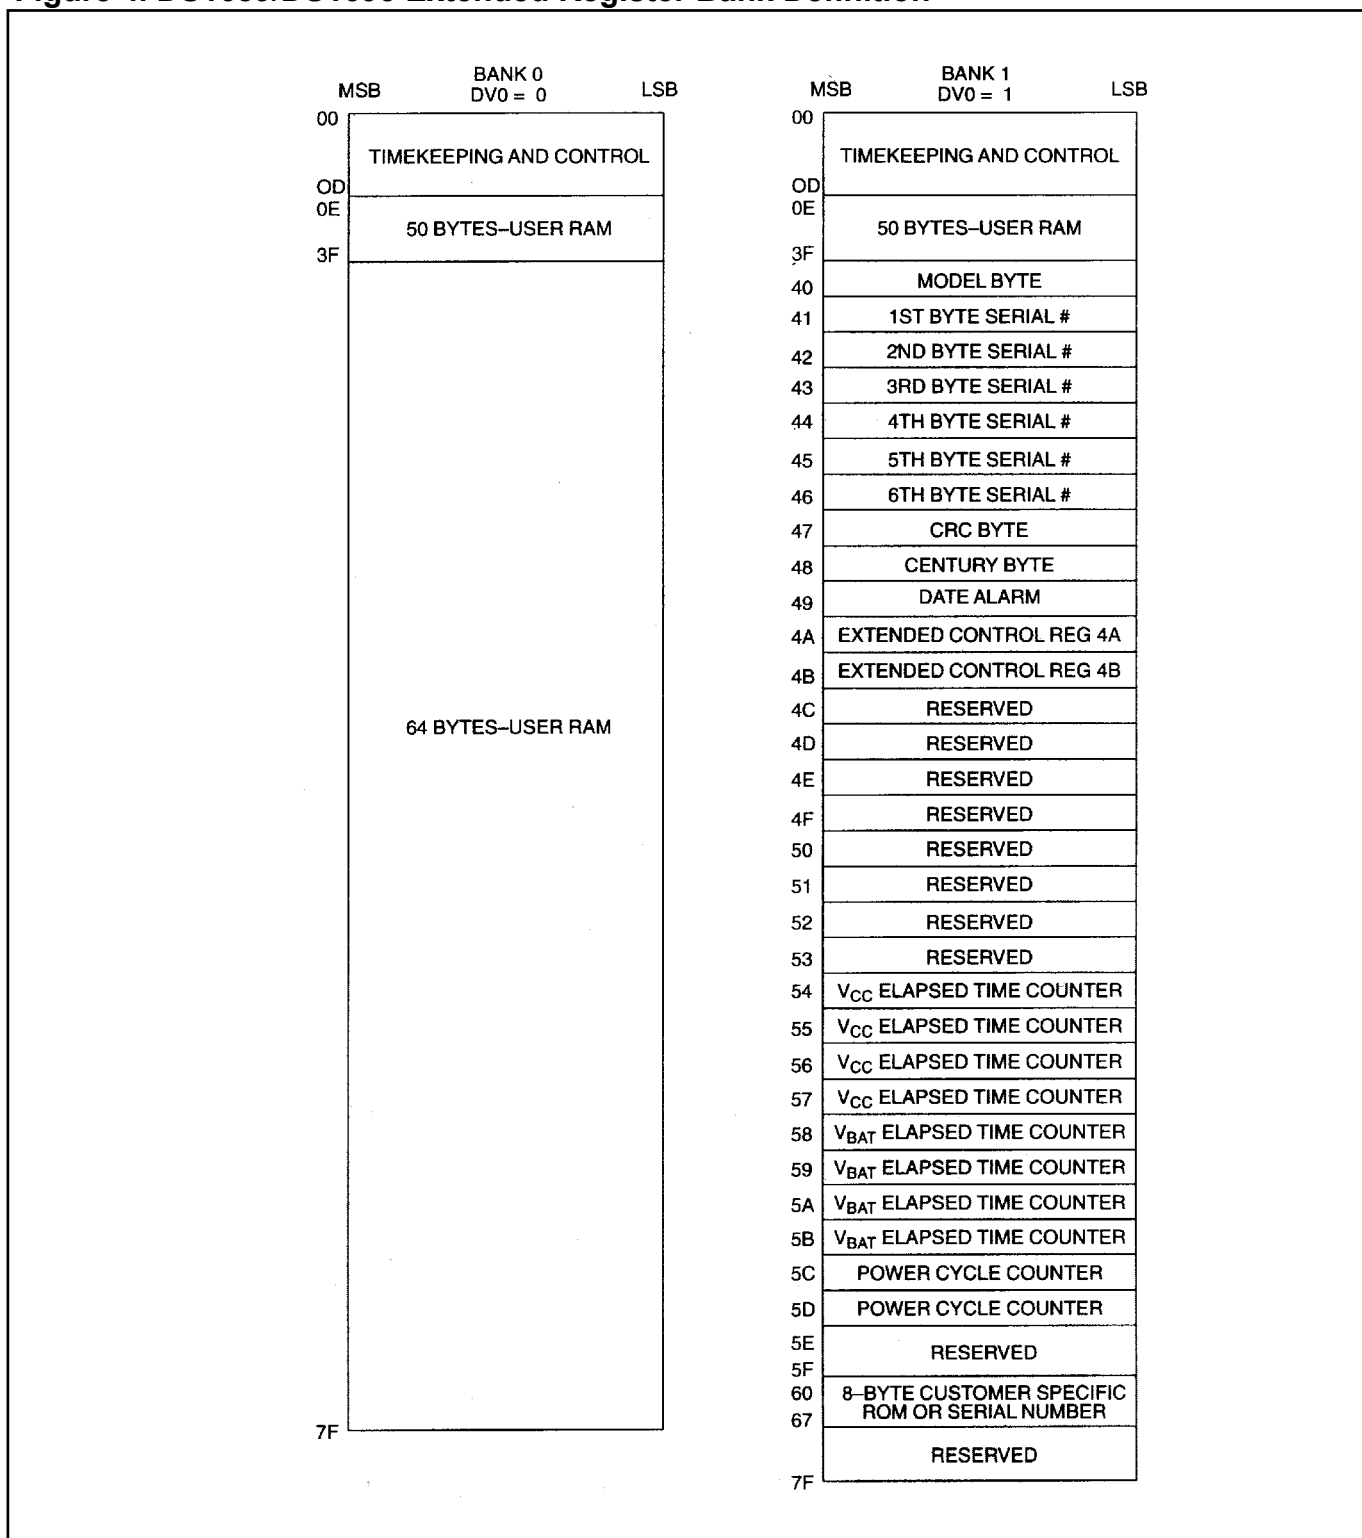 BANK 0
MSB DV0 = 0 LSB
00
TIMEKEEPING AND CONTROL
OD
0E
50 BYTES–USER RAM
3F
64 BYTES–USER RAM
7F
BANK 1
MSB DV0 = 1 LSB
00
TIMEKEEPING AND CONTROL
OD
0E
50 BYTES–USER RAM
3F
40 MODEL BYTE
41 1ST BYTE SERIAL #
42 2ND BYTE SERIAL #
43 3RD BYTE SERIAL #
44 4TH BYTE SERIAL #
45 5TH BYTE SERIAL #
46 6TH BYTE SERIAL #
47 CRC BYTE
48 CENTURY BYTE
49 DATE ALARM
4A EXTENDED CONTROL REG 4A
4B EXTENDED CONTROL REG 4B
4C RESERVED
4D RESERVED
4E RESERVED
4F RESERVED
50 RESERVED
51 RESERVED
52 RESERVED
53 RESERVED
54 VCC ELAPSED TIME COUNTER
55 VCC ELAPSED TIME COUNTER
56 VCC ELAPSED TIME COUNTER
57 VCC ELAPSED TIME COUNTER
58 VBAT ELAPSED TIME COUNTER
59 VBAT ELAPSED TIME COUNTER
5A VBAT ELAPSED TIME COUNTER
5B VBAT ELAPSED TIME COUNTER
5C POWER CYCLE COUNTER
5D POWER CYCLE COUNTER
5E
RESERVED
5F
60 8–BYTE CUSTOMER SPECIFIC
67 ROM OR SERIAL NUMBER
RESERVED
7F